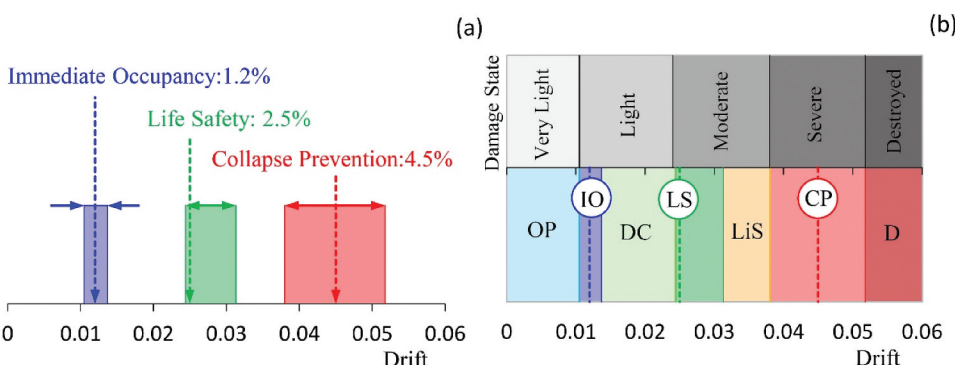 (a)
Immediate Occupancy:1.2%
Life Safety: 2.5%
Collapse Prevention:4.5%
0 0.01 0.02 0.03 0.04 0.05 0.06
Drift
(b)
Damage State
Very Light
Light
Moderate
Severe
Destroyed
IO LS CP
OP DC LiS D
0 0.01 0.02 0.03 0.04 0.05 0.06
Drift